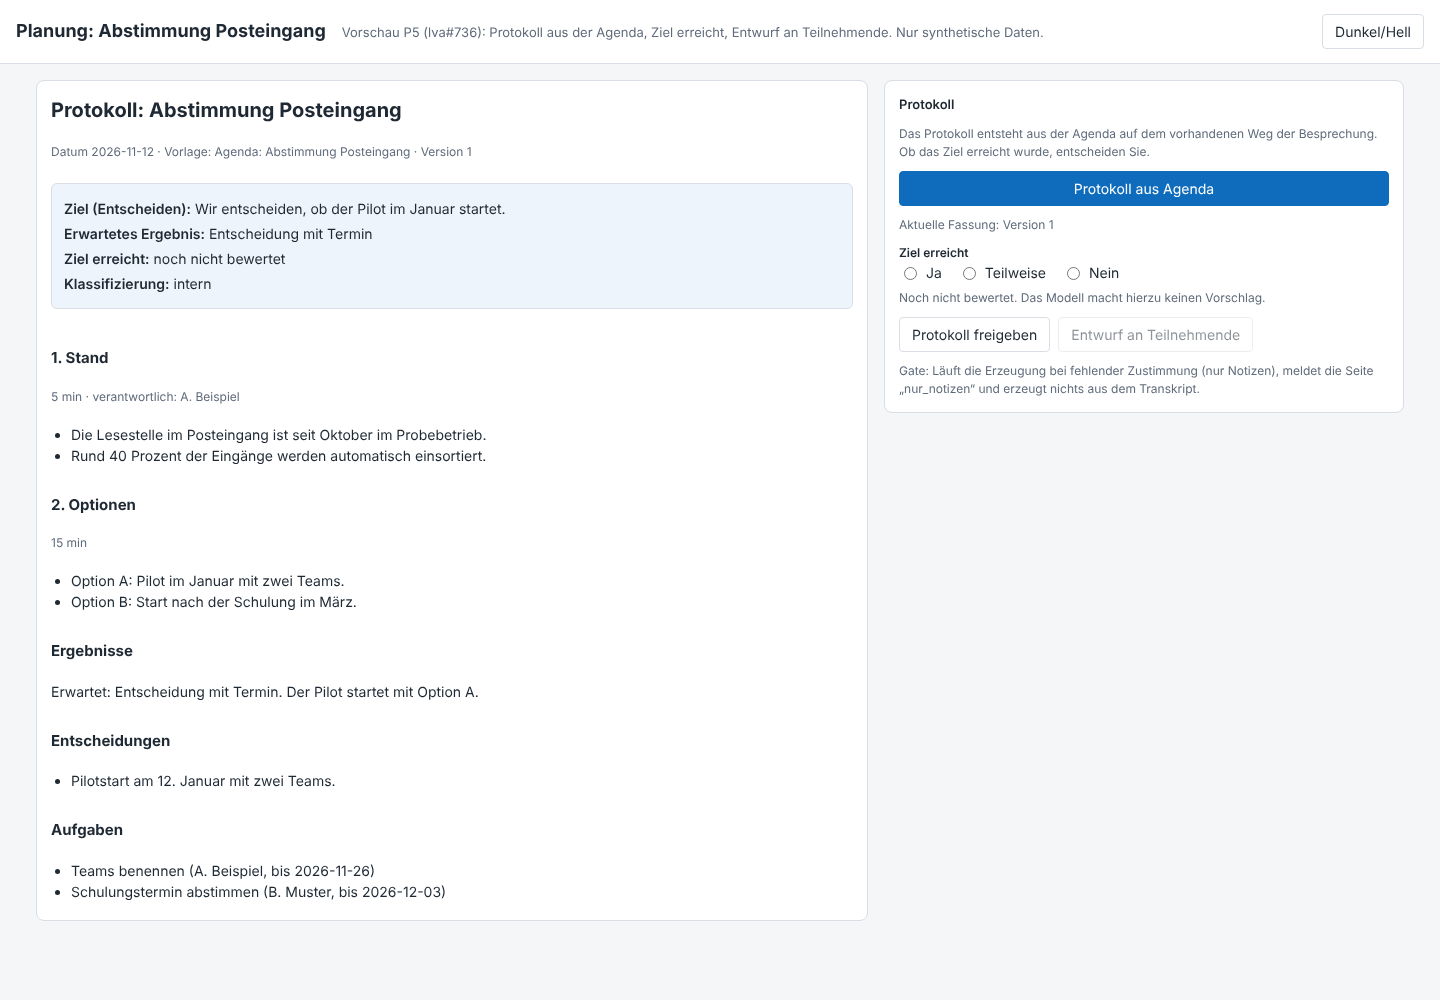 Planung: Abstimmung Posteingang
Vorschau P5 (lva#736): Protokoll aus der Agenda, Ziel erreicht, Entwurf an Teilnehmende. Nur synthetische Daten.
Dunkel/Hell
Protokoll: Abstimmung Posteingang
Datum 2026-11-12 · Vorlage: Agenda: Abstimmung Posteingang · Version 1
Ziel (Entscheiden): Wir entscheiden, ob der Pilot im Januar startet.
Erwartetes Ergebnis: Entscheidung mit Termin
Ziel erreicht: noch nicht bewertet
Klassifizierung: intern
1. Stand
5 min · verantwortlich: A. Beispiel
• Die Lesestelle im Posteingang ist seit Oktober im Probebetrieb.
• Rund 40 Prozent der Eingänge werden automatisch einsortiert.
2. Optionen
15 min
• Option A: Pilot im Januar mit zwei Teams.
• Option B: Start nach der Schulung im März.
Ergebnisse
Erwartet: Entscheidung mit Termin. Der Pilot startet mit Option A.
Entscheidungen
• Pilotstart am 12. Januar mit zwei Teams.
Aufgaben
• Teams benennen (A. Beispiel, bis 2026-11-26)
• Schulungstermin abstimmen (B. Muster, bis 2026-12-03)
Protokoll
Das Protokoll entsteht aus der Agenda auf dem vorhandenen Weg der Besprechung.
Ob das Ziel erreicht wurde, entscheiden Sie.
Protokoll aus Agenda
Aktuelle Fassung: Version 1
Ziel erreicht
Ja Teilweise Nein
Noch nicht bewertet. Das Modell macht hierzu keinen Vorschlag.
Protokoll freigeben Entwurf an Teilnehmende
Gate: Läuft die Erzeugung bei fehlender Zustimmung (nur Notizen), meldet die Seite
„nur_notizen“ und erzeugt nichts aus dem Transkript.